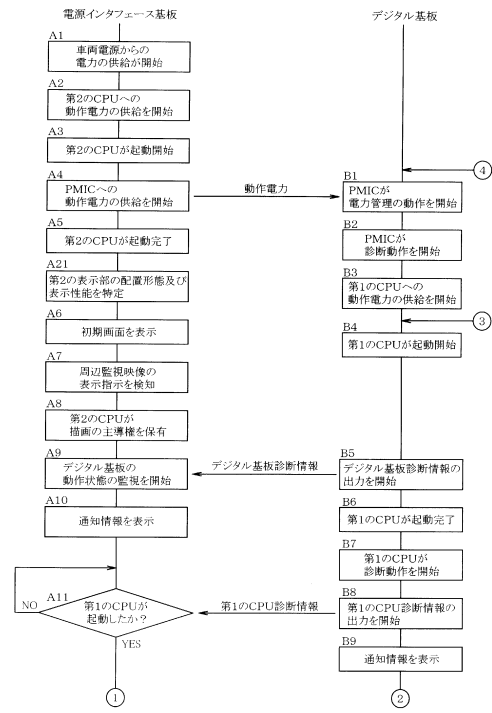 電源インタフェース基板
デジタル基板
A1
車両電源からの
電力の供給が開始
A2
第2のCPUへの
動作電力の供給を開始
A3
第2のCPUが起動開始
④
A4
PMICへの
動作電力の供給を開始
動作電力
B1
PMICが
電力管理の動作を開始
A5
第2のCPUが起動完了
B2
PMICが
診断動作を開始
A21
第2の表示部の配置形態及び
表示性能を特定
B3
第1のCPUへの
動作電力の供給を開始
③
A6
初期画面を表示
B4
第1のCPUが起動開始
A7
周辺監視映像の
表示指示を検知
A8
第2のCPUが
描画の主導権を保有
A9
デジタル基板の
動作状態の監視を開始
デジタル基板診断情報
B5
デジタル基板診断情報の
出力を開始
A10
通知情報を表示
B6
第1のCPUが起動完了
B7
第1のCPUが
診断動作を開始
A11
第1のCPUが
起動したか?
NO
YES
第1のCPU診断情報
B8
第1のCPU診断情報の
出力を開始
B9
通知情報を表示
①
②